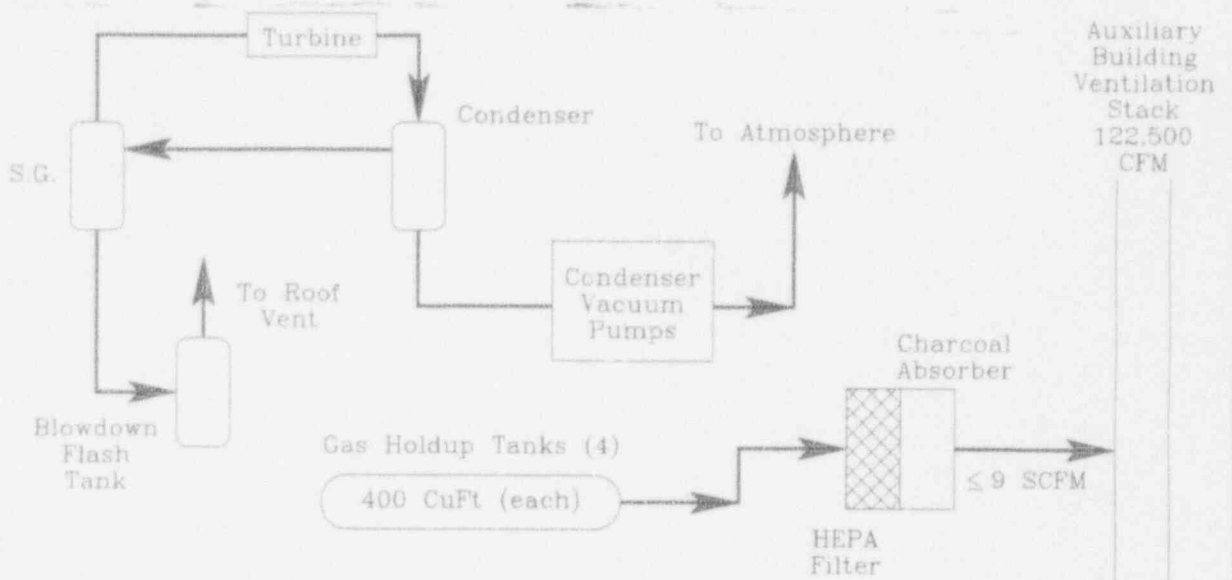 Turbine
Auxiliary
Building
Ventilation
Stack
122,500
CFM
Condenser
To Atmosphere
S.G.
To Roof
Vent
Condenser
Vacuum
Pumps
Charcoal
Absorber
Blowdown
Flash
Tank
Gas Holdup Tanks (4)
400 CuFt (each)
≤ 9 SCFM
HEPA
Filter